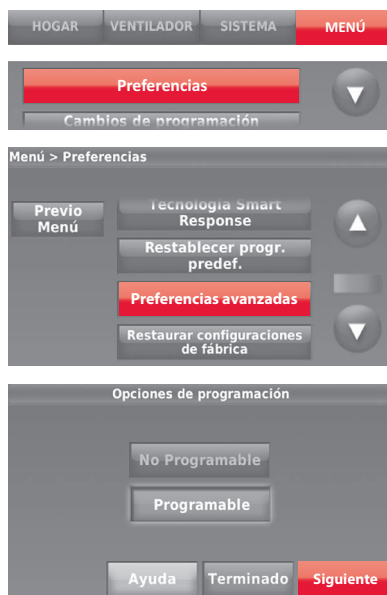 HOGAR VENTILADOR SISTEMA MENÚ
Preferencias
Cambios de programación
Menú > Preferencias
Previo
Menú
Tecnología Smart
Response
Restablecer progr.
predef.
Preferencias avanzadas
Restaurar configuraciones
de fábrica
Opciones de programación
No Programable
Programable
Ayuda Terminado Siguiente